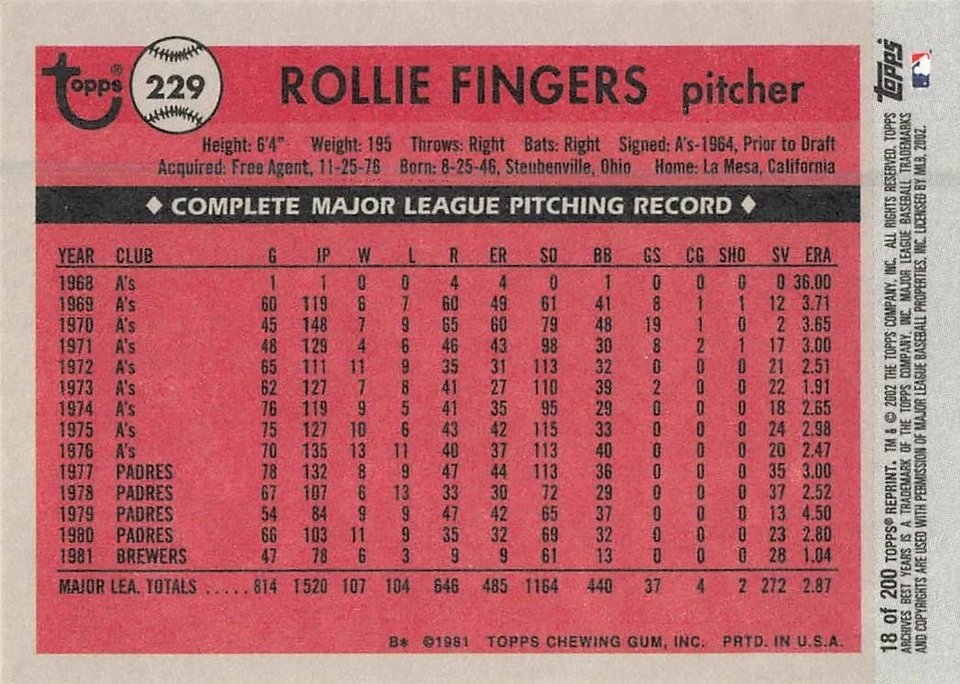 topps®
229
ROLLIE FINGERS pitcher
Height: 6'4" Weight: 195 Throws: Right Bats: Right Signed: A's-1964, Prior to Draft
Acquired: Free Agent, 11-25-76 Born: 8-25-46, Steubenville, Ohio Home: La Mesa, California
♦ COMPLETE MAJOR LEAGUE PITCHING RECORD ♦
YEAR CLUB G IP W L R ER SO BB GS CG SHO SV ERA
1968 A's 1 1 0 0 4 4 0 1 0 0 0 0 36.00
1969 A's 60 119 6 7 60 49 61 41 8 1 1 12 3.71
1970 A's 45 148 7 9 65 60 79 48 19 1 0 2 3.65
1971 A's 48 129 4 6 46 43 98 30 8 2 1 17 3.00
1972 A's 65 111 11 9 35 31 113 32 0 0 0 21 2.51
1973 A's 62 127 7 8 41 27 110 39 2 0 0 22 1.91
1974 A's 76 119 9 5 41 35 95 29 0 0 0 18 2.65
1975 A's 75 127 10 6 43 42 115 33 0 0 0 24 2.98
1976 A's 70 135 13 11 40 37 113 40 0 0 0 20 2.47
1977 PADRES 78 132 8 9 47 44 113 36 0 0 0 35 3.00
1978 PADRES 67 107 6 13 33 30 72 29 0 0 0 37 2.52
1979 PADRES 54 84 9 9 47 42 65 37 0 0 0 13 4.50
1980 PADRES 66 103 11 9 35 32 69 32 0 0 0 23 2.80
1981 BREWERS 47 78 6 3 9 9 61 13 0 0 0 28 1.04
MAJOR LEA. TOTALS ..... 814 1520 107 104 646 485 1164 440 37 4 2 272 2.87
B* ©1981 TOPPS CHEWING GUM, INC. PRTD. IN U.S.A.
Topps
18 of 200 TOPPS® REPRINT. TM & © 2002 THE TOPPS COMPANY, INC. ALL RIGHTS RESERVED. TOPPS
ARCHIVES BEST YEARS IS A TRADEMARK OF THE TOPPS COMPANY, INC. MAJOR LEAGUE BASEBALL TRADEMARKS
AND COPYRIGHTS ARE USED WITH PERMISSION OF MAJOR LEAGUE BASEBALL PROPERTIES, INC. LICENSED BY MLB, 2002.